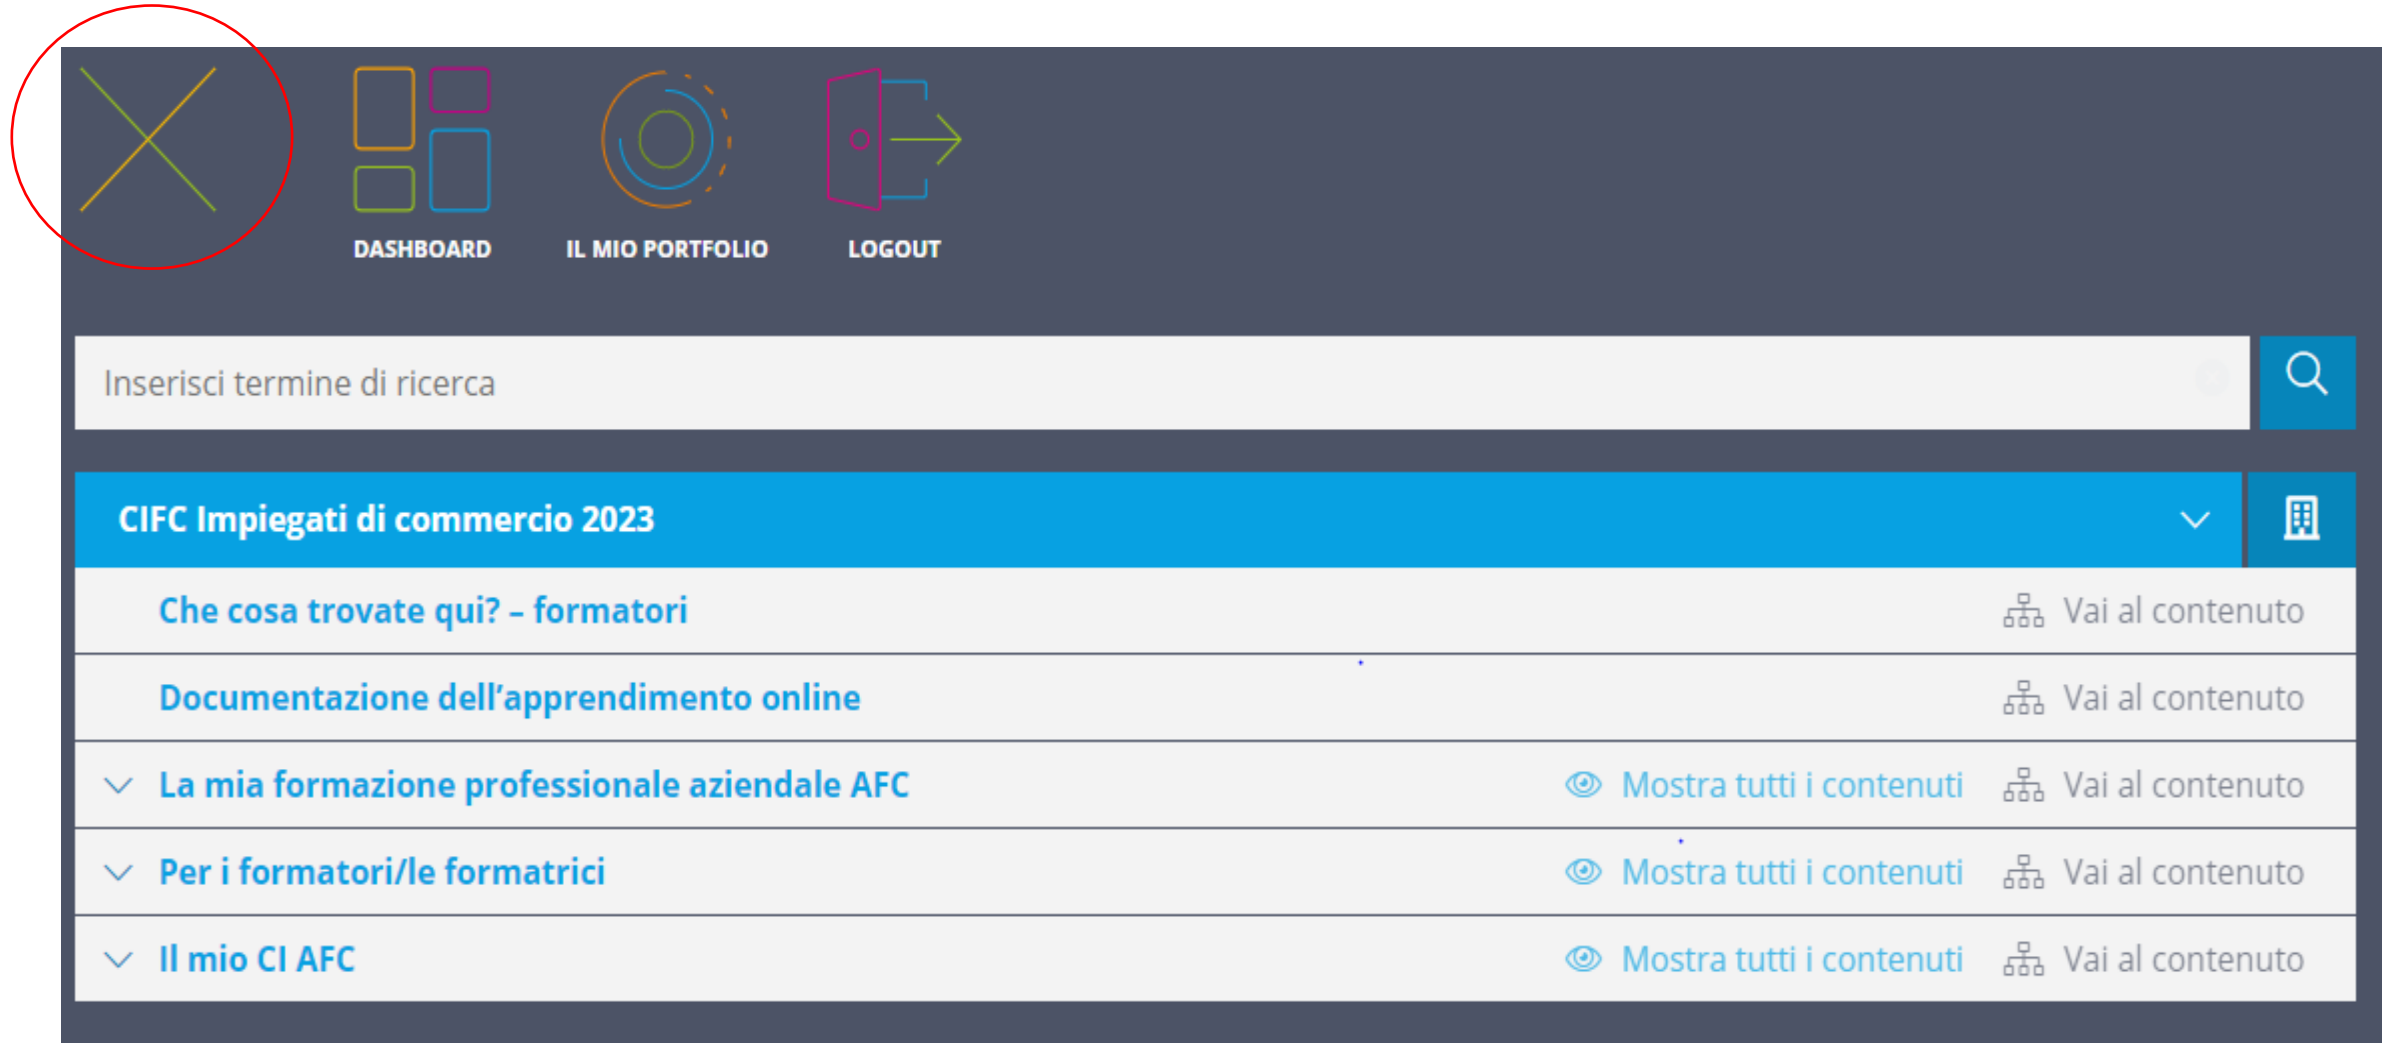 DASHBOARD IL MIO PORTFOLIO LOGOUT
Inserisci termine di ricerca
CIFC Impiegati di commercio 2023
Che cosa trovate qui? – formatori Vai al contenuto
Documentazione dell’apprendimento online Vai al contenuto
La mia formazione professionale aziendale AFC Mostra tutti i contenuti Vai al contenuto
Per i formatori/le formatrici Mostra tutti i contenuti Vai al contenuto
Il mio CI AFC Mostra tutti i contenuti Vai al contenuto